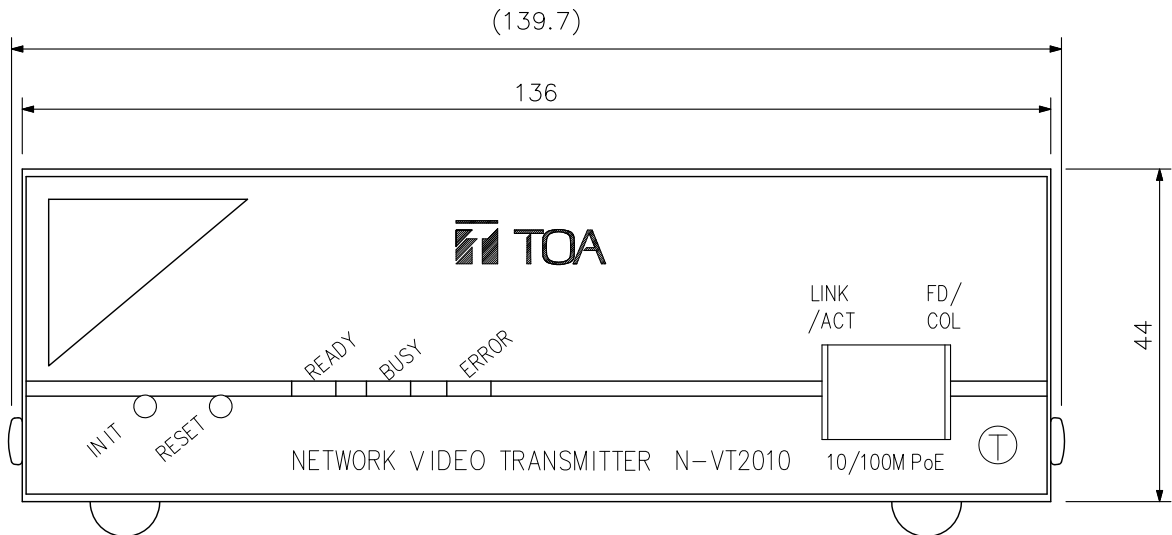 (139.7)
136
TOA
LINK
/ACT
FD/
COL
44
READY
BUSY
ERROR
INIT
RESET
NETWORK VIDEO TRANSMITTER N-VT2010
10/100M PoE
T